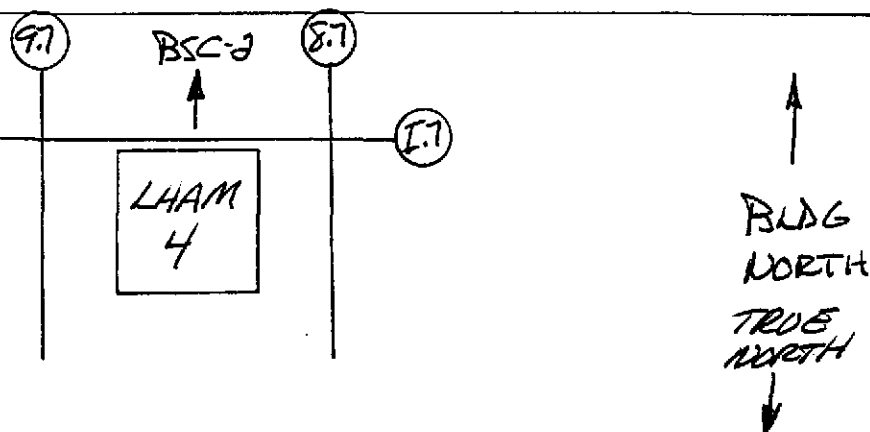 9.7
BSC-2
8.7
I.7
LHAM
4
BLDG
NORTH
TRUE
NORTH